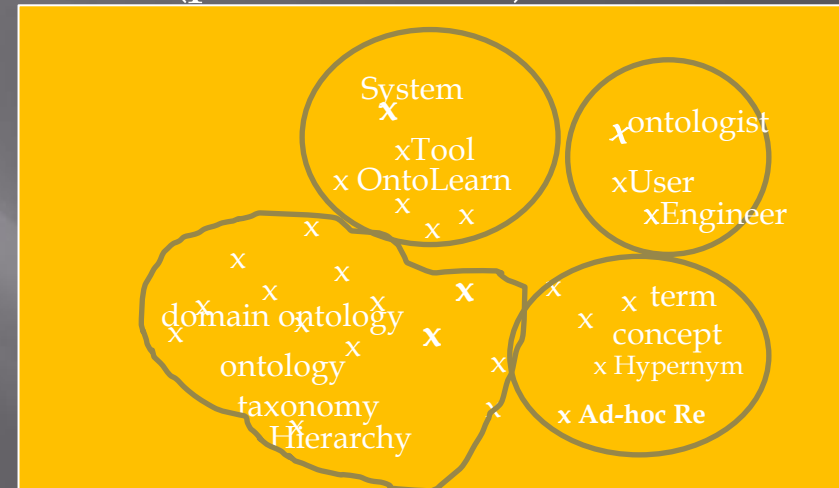 System
x
xTool
x OntoLearn
x x x
xontologist
xUser
xEngineer
x
x x
x x x
domain ontology
x x x
x
ontology
taxonomy
x
Hierarchy
x
x
x
x
x
x term
x
concept
x Hypernym
x Ad-hoc Re